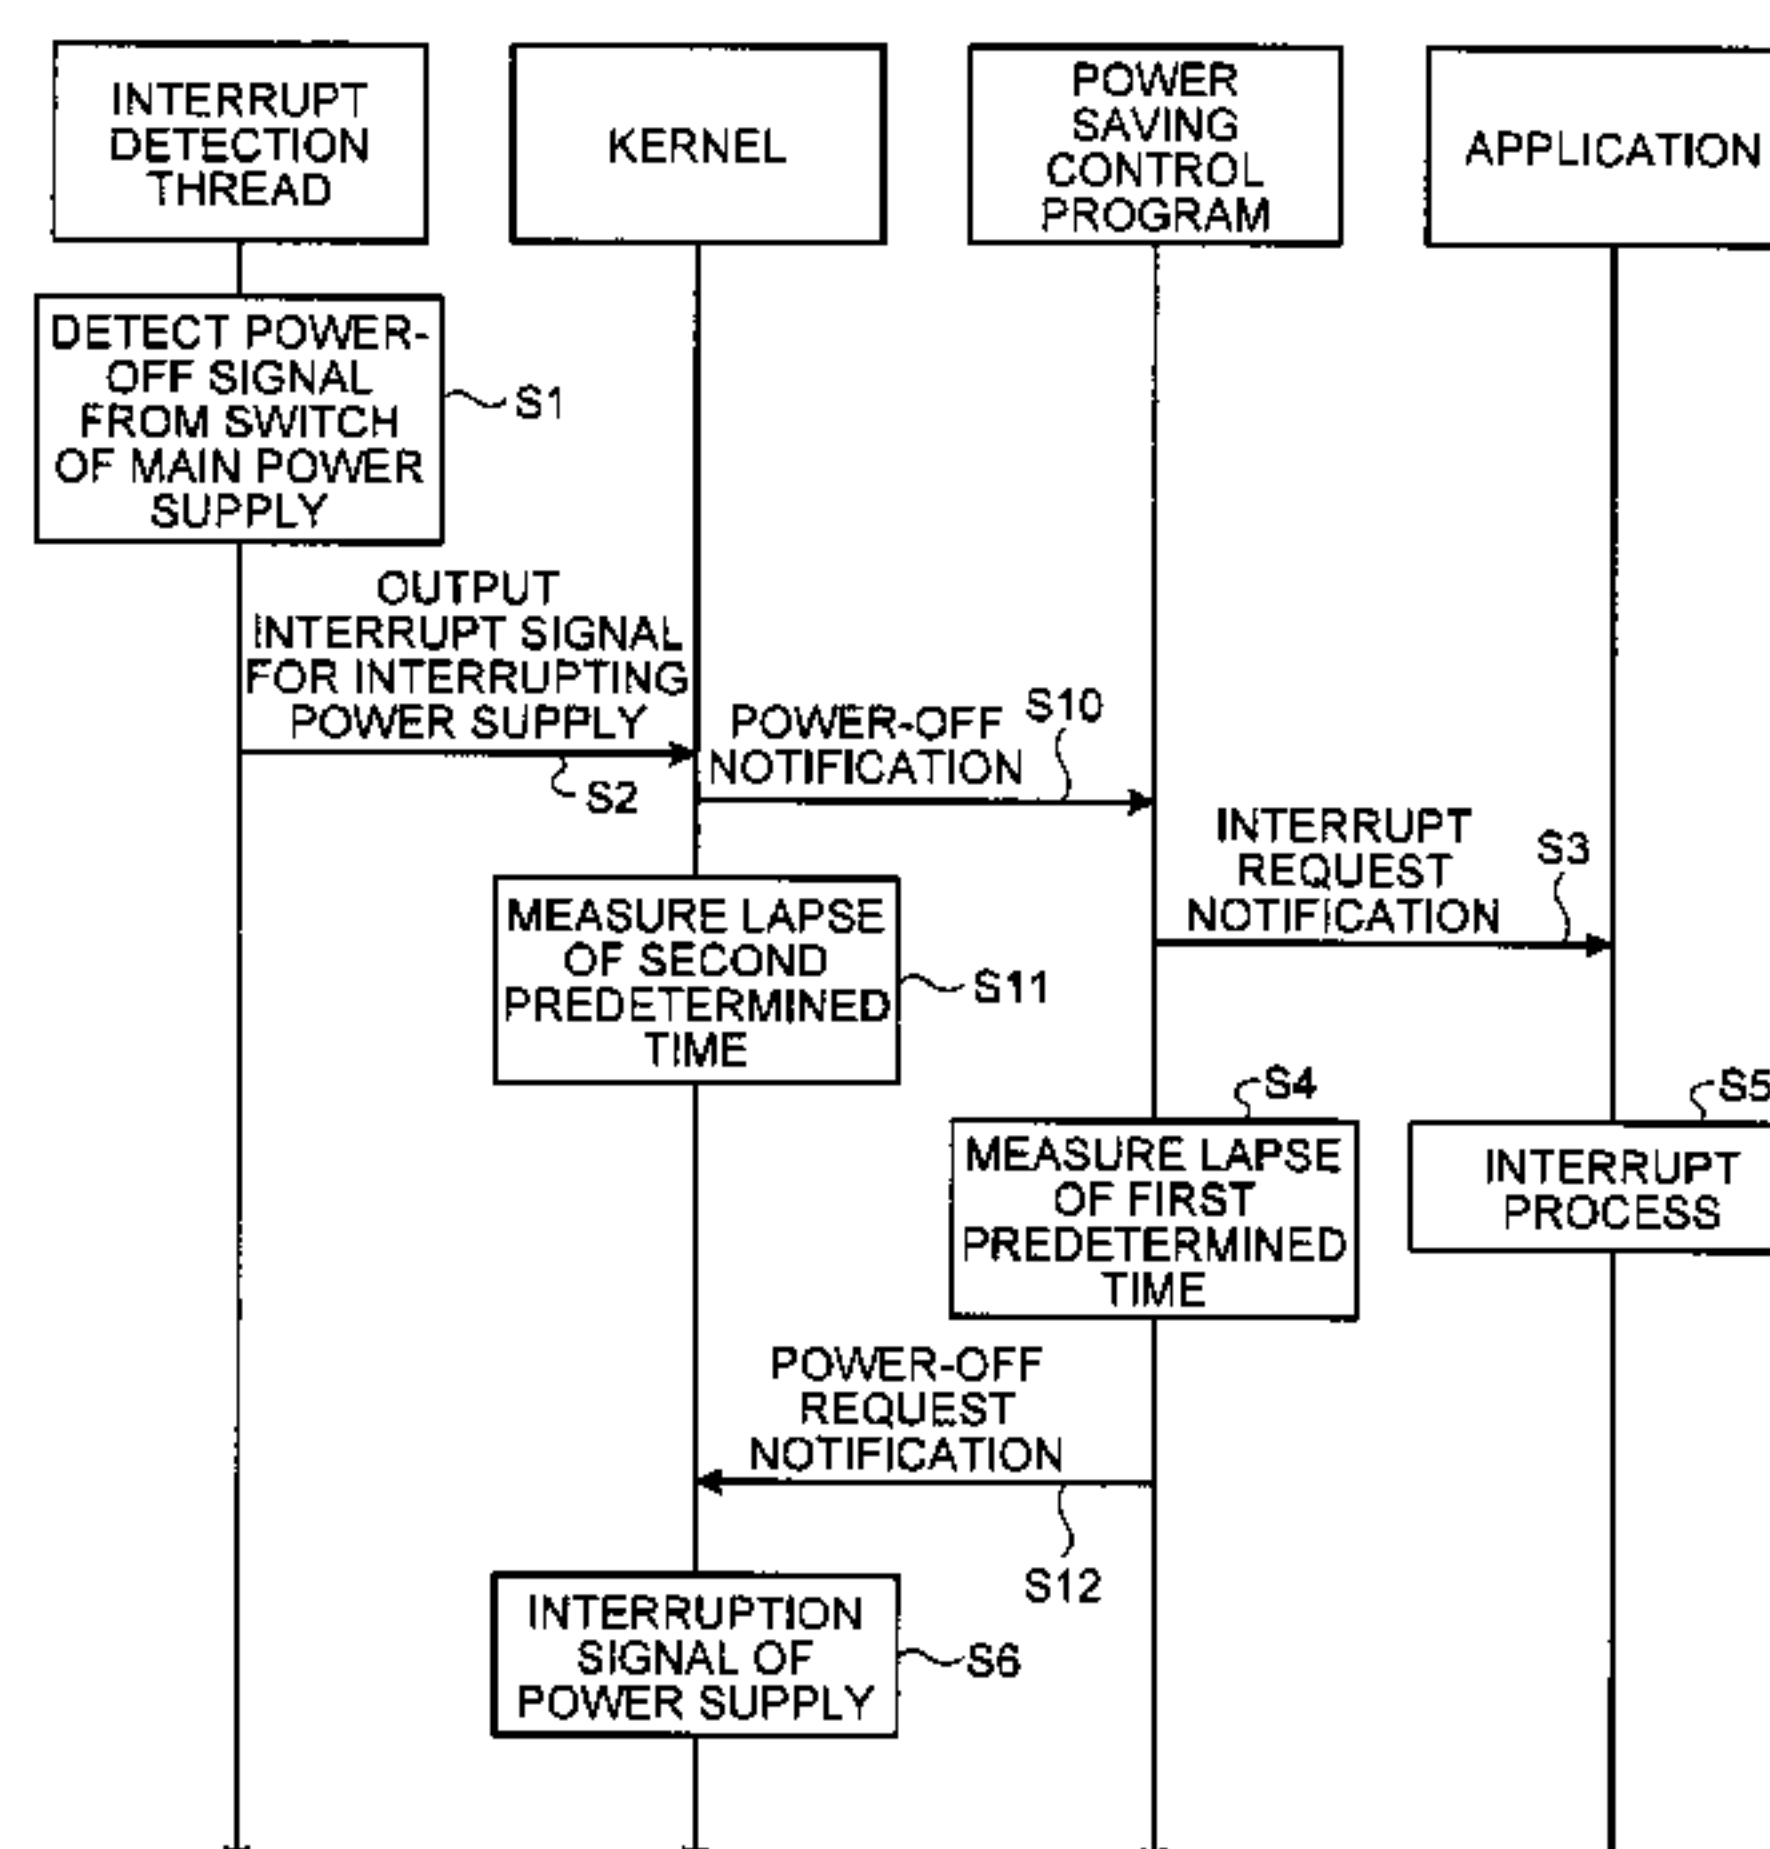 INTERRUPT
DETECTION
THREAD
KERNEL
POWER
SAVING
CONTROL
PROGRAM
APPLICATION
DETECT POWER-
OFF SIGNAL
FROM SWITCH
OF MAIN POWER
SUPPLY
S1
OUTPUT
INTERRUPT SIGNAL
FOR INTERRUPTING
POWER SUPPLY
S2
POWER-OFF
NOTIFICATION
S10
INTERRUPT
REQUEST
NOTIFICATION
S3
MEASURE LAPSE
OF SECOND
PREDETERMINED
TIME
S11
MEASURE LAPSE
OF FIRST
PREDETERMINED
TIME
S4
INTERRUPT
PROCESS
S5
POWER-OFF
REQUEST
NOTIFICATION
S12
INTERRUPTION
SIGNAL OF
POWER SUPPLY
S6